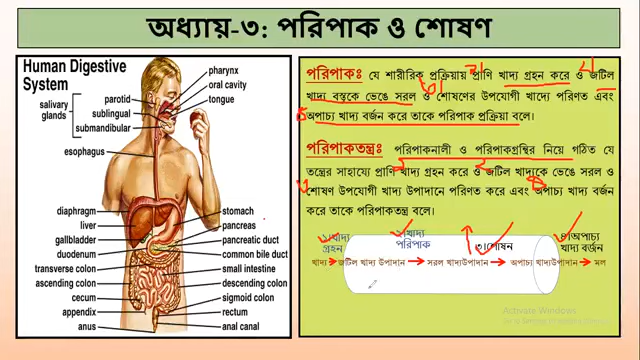 অধ্যায়-৩: পরিপাক ও শোষণ
Human Digestive
System
salivary
glands
parotid
sublingual
submandibular
esophagus
pharynx
oral cavity
tongue
diaphragm
liver
gallbladder
duodenum
transverse colon
ascending colon
cecum
appendix
anus
stomach
pancreas
pancreatic duct
common bile duct
small intestine
descending colon
sigmoid colon
rectum
anal canal
পরিপাক: যে শারীরিক প্রক্রিয়ায় প্রাণি খাদ্য গ্রহন করে ও জটিল
খাদ্য বস্তুকে ভেঙে সরল ও শোষণের উপযোগী খাদ্যে পরিণত এবং
অপাচ্য খাদ্য বর্জন করে তাকে পরিপাক প্রক্রিয়া বলে।
পরিপাকতন্ত্র: পরিপাকনালী ও পরিপাকগ্রন্থির নিয়ে গঠিত যে
তন্ত্রের সাহায্যে প্রাণি খাদ্য গ্রহন করে ও জটিল খাদ্যকে ভেঙে সরল ও
শোষণ উপযোগী খাদ্য উপাদানে পরিণত করে এবং অপাচ্য খাদ্য বর্জন
করে তাকে পরিপাকতন্ত্র বলে।
১।খাদ্য
গ্রহন
২।খাদ্য
পরিপাক
৩।শোষন
৪।অপাচ্য
খাদ্য বর্জন
খাদ্য জটিল খাদ্য উপাদান সরল খাদ্যউপাদান অপাচ্য খাদ্যউপাদান মল
Activate Windows